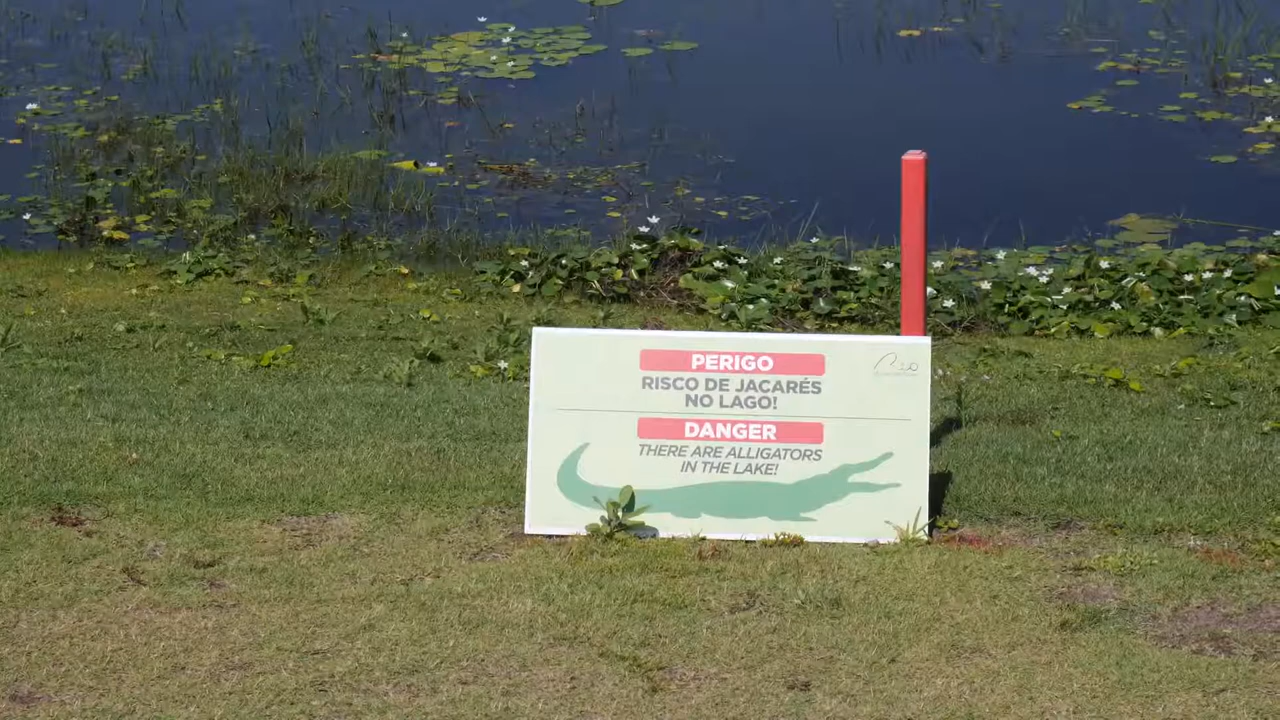 PERIGO
RISCO DE JACARÉS
NO LAGO!
DANGER
THERE ARE ALLIGATORS
IN THE LAKE!